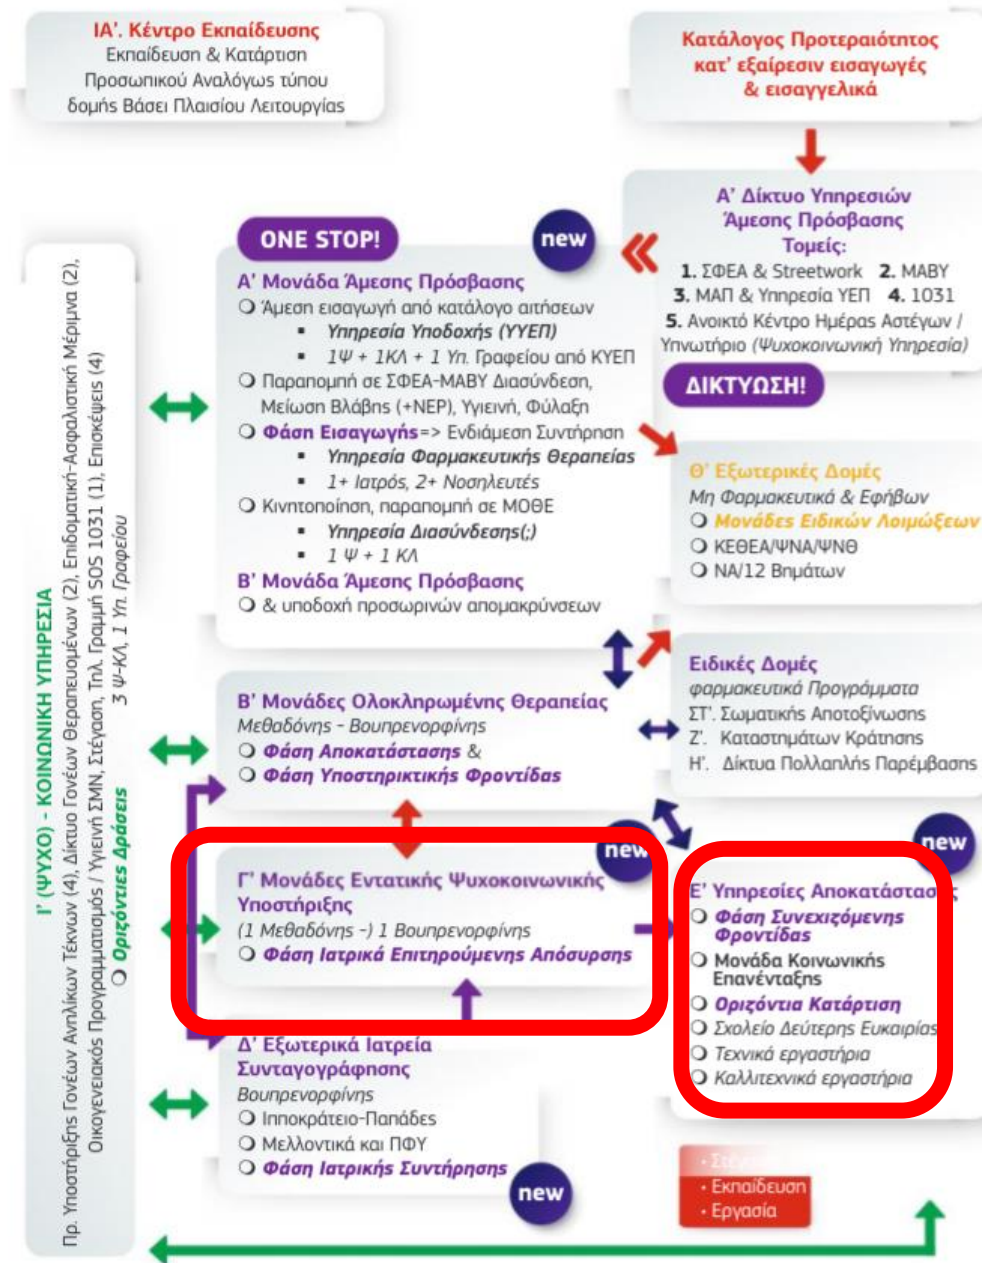 ΙΑ'. Κέντρο Εκπαίδευσης
Εκπαίδευση & Κατάρτιση
Προσωπικού Αναλόγως τύπου
δομής Βάσει Πλαισίου Λειτουργίας
Κατάλογος Προτεραιότητος
κατ' εξαίρεσιν εισαγωγές
& εισαγγελικά
Α' Δίκτυο Υπηρεσιών
Άμεσης Πρόσβασης
Τομείς:
1. ΣΦΕΑ & Streetwork 2. ΜΑΒΥ
3. ΜΑΠ & Υπηρεσία ΥΕΠ 4. 1031
5. Ανοικτό Κέντρο Ημέρας Αστέγων /
Υπνωτήριο (Ψυχοκοινωνική Υπηρεσία)
ΔΙΚΤΥΩΣΗ!
ONE STOP!
new
Α' Μονάδα Άμεσης Πρόσβασης
Άμεση εισαγωγή από κατάλογο αιτήσεων
Υπηρεσία Υποδοχής (ΥΥΕΠ)
1Ψ + 1ΚΛ + 1 Υπ. Γραφείου από ΚΥΕΠ
Παραπομπή σε ΣΦΕΑ-ΜΑΒΥ Διασύνδεση,
Μείωση Βλάβης (+ΝΕΡ), Υγιεινή, Φύλαξη
Φάση Εισαγωγής=> Ενδιάμεση Συντήρηση
Υπηρεσία Φαρμακευτικής Θεραπείας
1+ Ιατρός, 2+ Νοσηλευτές
Κινητοποίηση, παραπομπή σε ΜΟΘΕ
Υπηρεσία Διασύνδεσης(;)
1 Ψ + 1 ΚΛ
Β' Μονάδα Άμεσης Πρόσβασης
& υποδοχή προσωρινών απομακρύνσεων
Θ' Εξωτερικές Δομές
Μη Φαρμακευτικά & Εφήβων
Μονάδες Ειδικών Λοιμώξεων
ΚΕΘΕΑ/ΨΝΑ/ΨΝΘ
ΝΑ/12 Βημάτων
Ειδικές Δομές
φαρμακευτικά Προγράμματα
ΣΤ'. Σωματικής Αποτοξίνωσης
Ζ'. Καταστημάτων Κράτησης
Η'. Δίκτυα Πολλαπλής Παρέμβασης
Β' Μονάδες Ολοκληρωμένης Θεραπείας
Μεθαδόνης - Βουπρενορφίνης
Φάση Αποκατάστασης &
Φάση Υποστηρικτικής Φροντίδας
new
Γ' Μονάδες Εντατικής Ψυχοκοινωνικής
Υποστήριξης
(1 Μεθαδόνης -) 1 Βουπρενορφίνης
Φάση Ιατρικά Επιτηρούμενης Απόσυρσης
new
Ε' Υπηρεσίες Αποκατάστασης
Φάση Συνεχιζόμενης
Φροντίδας
Μονάδα Κοινωνικής
Επανένταξης
Οριζόντια Κατάρτιση
Σχολείο Δεύτερης Ευκαιρίας
Τεχνικά εργαστήρια
Καλλιτεχνικά εργαστήρια
Δ' Εξωτερικά Ιατρεία
Συνταγογράφησης
Βουπρενορφίνης
Ιπποκράτειο-Παπάδες
Μελλοντικά και ΠΦΥ
Φάση Ιατρικής Συντήρησης
new
• Εκπαίδευση
• Εργασία
Ι' (ΨΥΧΟ) - ΚΟΙΝΩΝΙΚΗ ΥΠΗΡΕΣΙΑ
Πρ. Υποστήριξης Γονέων Ανηλίκων Τέκνων (4), Δίκτυο Γονέων Θεραπευομένων (2), Επιδοματική-Ασφαλιστική Μέριμνα (2),
Οικογενειακός Προγραμματισμός / Υγιεινή ΣΜΝ, Στέγαση, Τηλ. Γραμμή SOS 1031 (1), Επισκέψεις (4)
Οριζόντιες Δράσεις 3 Ψ-ΚΛ, 1 Υπ. Γραφείου